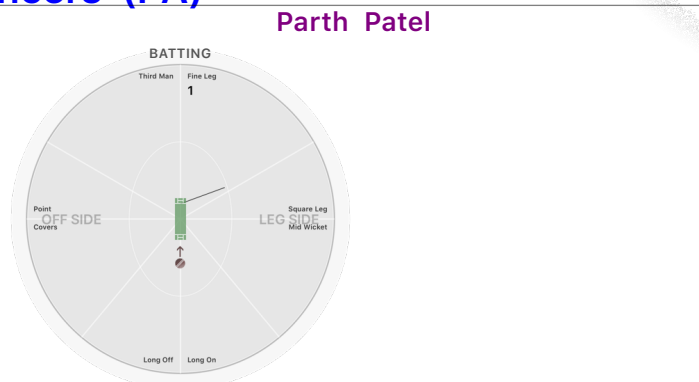 Parth Patel
BATTING
Third Man
Fine Leg
1
Point
OFF SIDE
Covers
Square Leg
LEG SIDE
Mid Wicket
Long Off
Long On